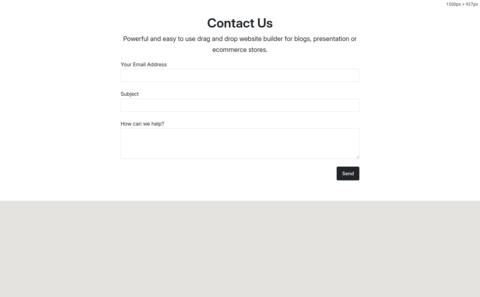 1500px × 927px
Contact Us
Powerful and easy to use drag and drop website builder for blogs, presentation or
ecommerce stores.
Your Email Address
Subject
How can we help?
Send